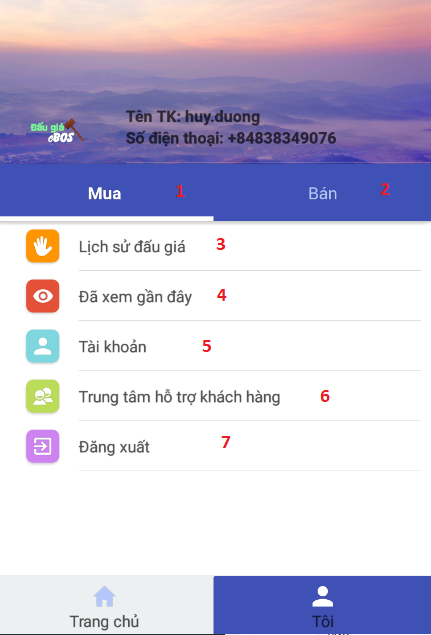 Tên TK: huy.duong
Đấu giá
eBOS
Số điện thoại: +84838349076
Mua 1 Bán 2
Lịch sử đấu giá 3
Đã xem gần đây 4
Tài khoản 5
Trung tâm hỗ trợ khách hàng 6
Đăng xuất 7
Trang chủ Tôi